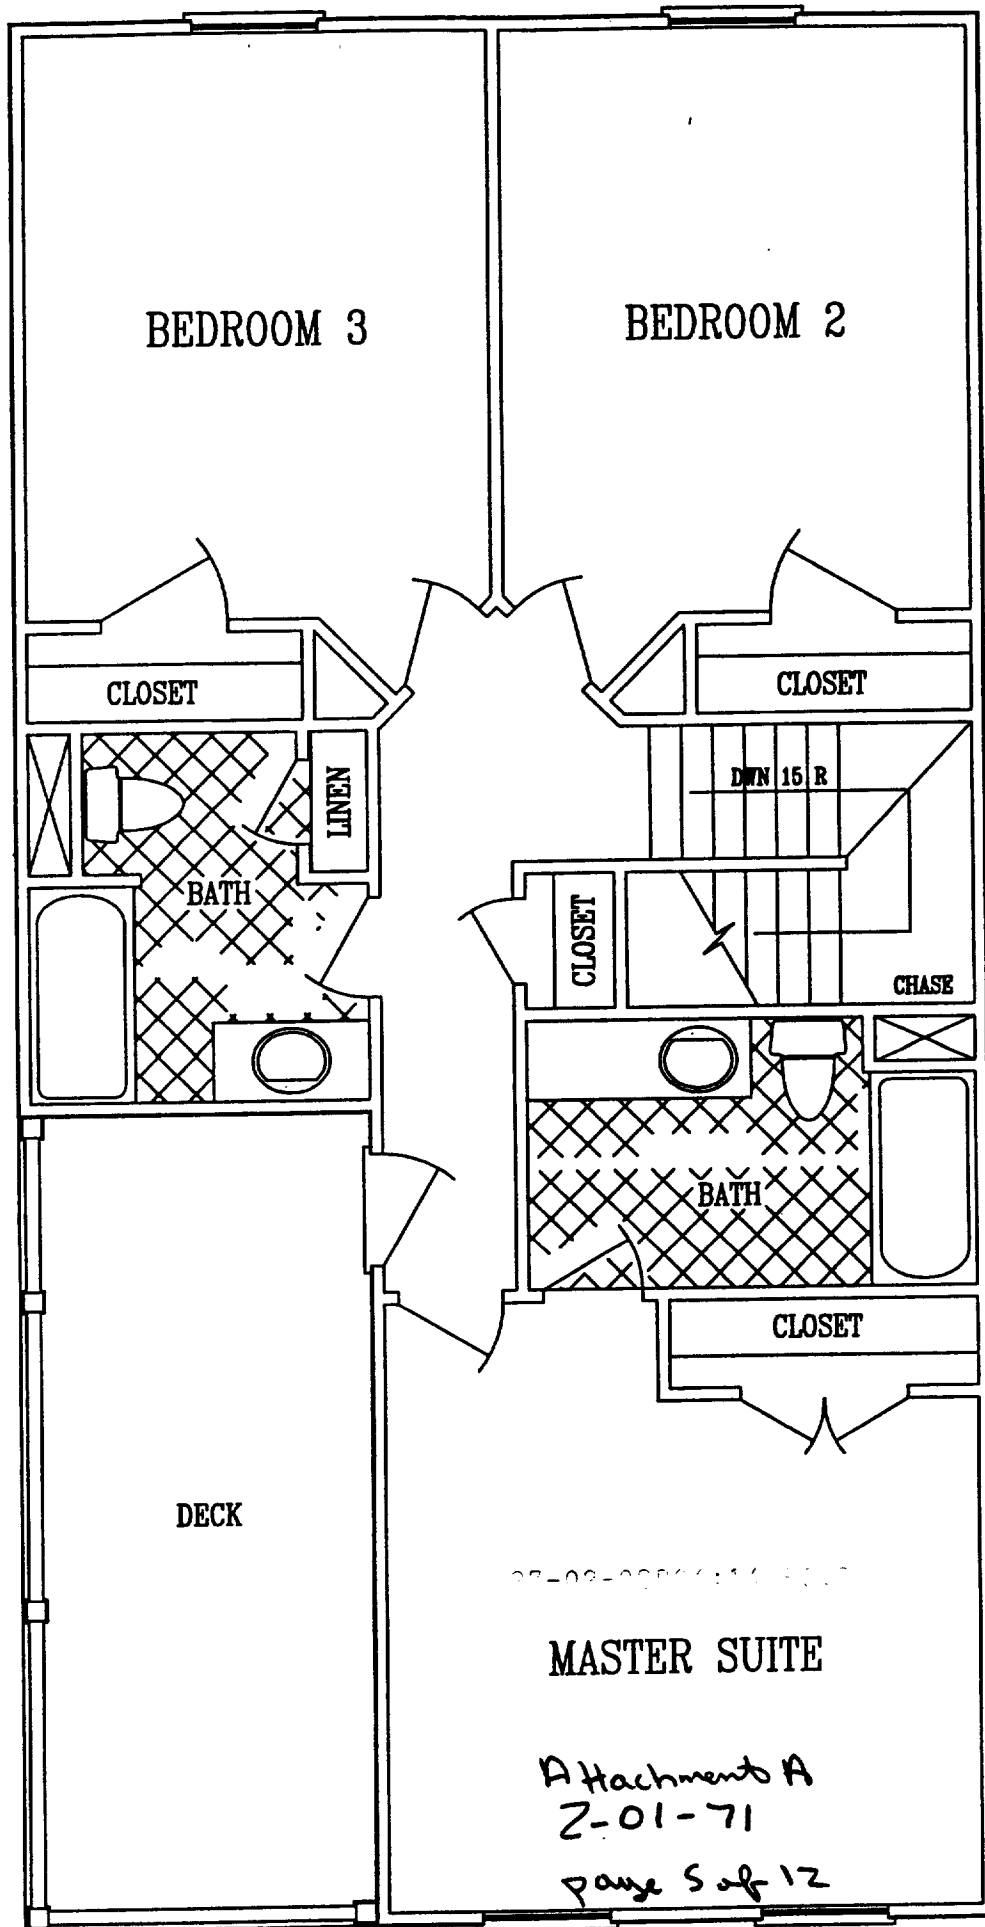 BEDROOM 3
BEDROOM 2
CLOSET
CLOSET
LINEN
DWN 15 R
BATH
CLOSET
CHASE
BATH
CLOSET
DECK
MASTER SUITE
Attachment A
Z-01-71
page 5 of 12